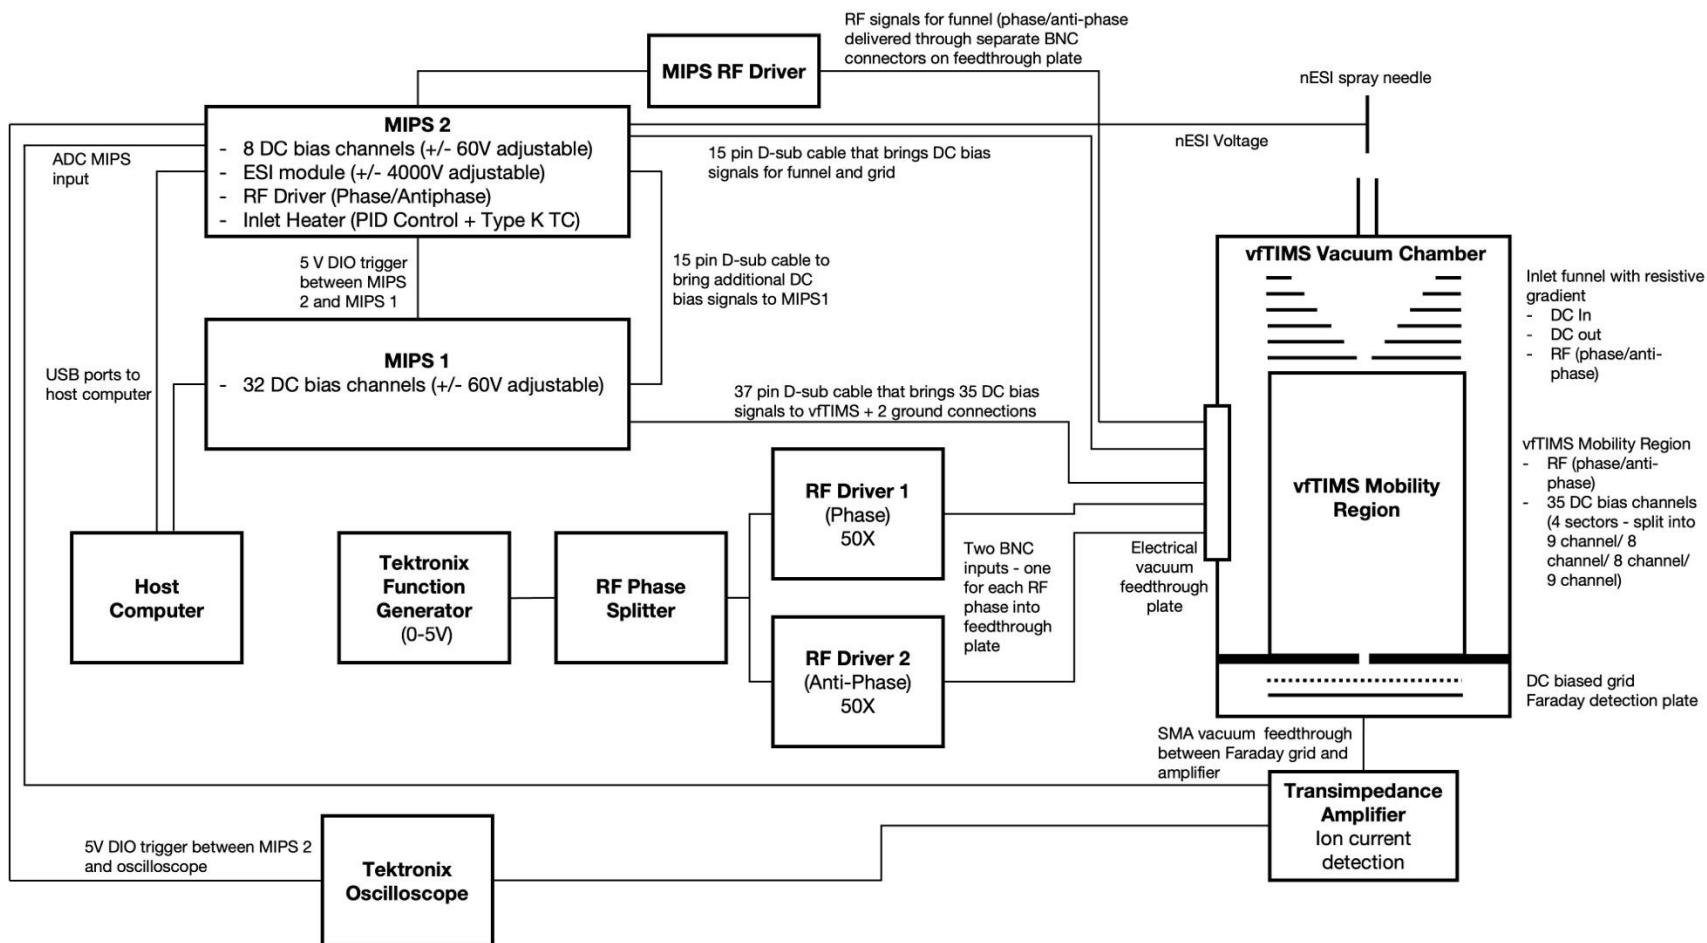 RF signals for funnel (phase/anti-phase
delivered through separate BNC
connectors on feedthrough plate
MIPS RF Driver
nESI spray needle
MIPS 2
- 8 DC bias channels (+/- 60V adjustable)
- ESI module (+/- 4000V adjustable)
- RF Driver (Phase/Antiphase)
- Inlet Heater (PID Control + Type K TC)
ADC MIPS
input
nESI Voltage
15 pin D-sub cable that brings DC bias
signals for funnel and grid
5 V DIO trigger
between MIPS
2 and MIPS 1
15 pin D-sub cable to
bring additional DC
bias signals to MIPS1
vfTIMS Vacuum Chamber
Inlet funnel with resistive
gradient
- DC In
- DC out
- RF (phase/anti-
phase)
MIPS 1
- 32 DC bias channels (+/- 60V adjustable)
USB ports to
host computer
37 pin D-sub cable that brings 35 DC bias
signals to vfTIMS + 2 ground connections
vfTIMS Mobility
Region
vfTIMS Mobility Region
- RF (phase/anti-
phase)
- 35 DC bias channels
(4 sectors - split into
9 channel/ 8
channel/ 8 channel/
9 channel)
RF Driver 1
(Phase)
50X
Host
Computer
Tektronix
Function
Generator
(0-5V)
RF Phase
Splitter
Two BNC
inputs - one
for each RF
phase into
feedthrough
plate
Electrical
vacuum
feedthrough
plate
RF Driver 2
(Anti-Phase)
50X
DC biased grid
Faraday detection plate
SMA vacuum feedthrough
between Faraday grid and
amplifier
Transimpedance
Amplifier
Ion current
detection
5V DIO trigger between MIPS 2
and oscilloscope
Tektronix
Oscilloscope